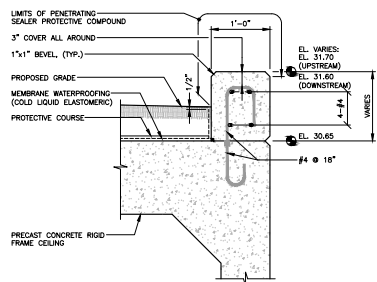 LIMITS OF PENETRATING
SEALER PROTECTIVE COMPOUND
1'-0"
3" COVER ALL AROUND
1"x1" BEVEL, (TYP.)
EL. VARIES:
EL. 31.70
(UPSTREAM)
EL. 31.60
(DOWNSTREAM)
PROPOSED GRADE
1/2"
MEMBRANE WATERPROOFING
(COLD LIQUID ELASTOMERIC)
4-#4
VARIES
PROTECTIVE COURSE
EL. 30.65
#4 @ 18"
PRECAST CONCRETE RIGID
FRAME CEILING